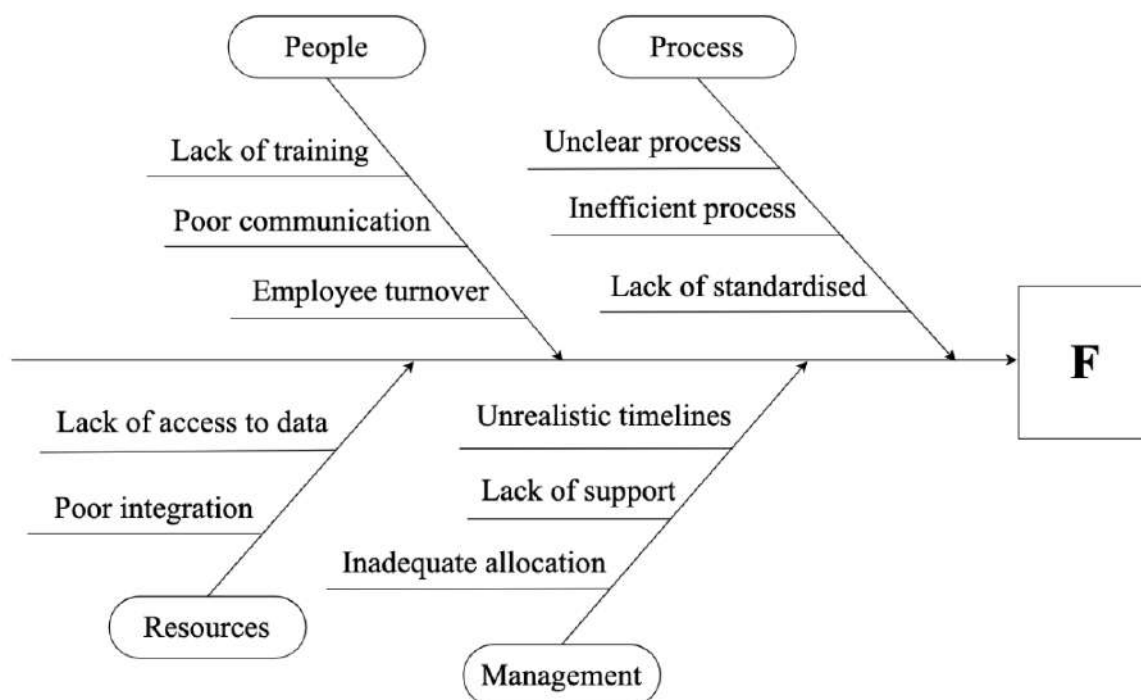 People
Process
Lack of training
Unclear process
Poor communication
Inefficient process
Employee turnover
Lack of standardised
F
Lack of access to data
Unrealistic timelines
Poor integration
Lack of support
Inadequate allocation
Resources
Management